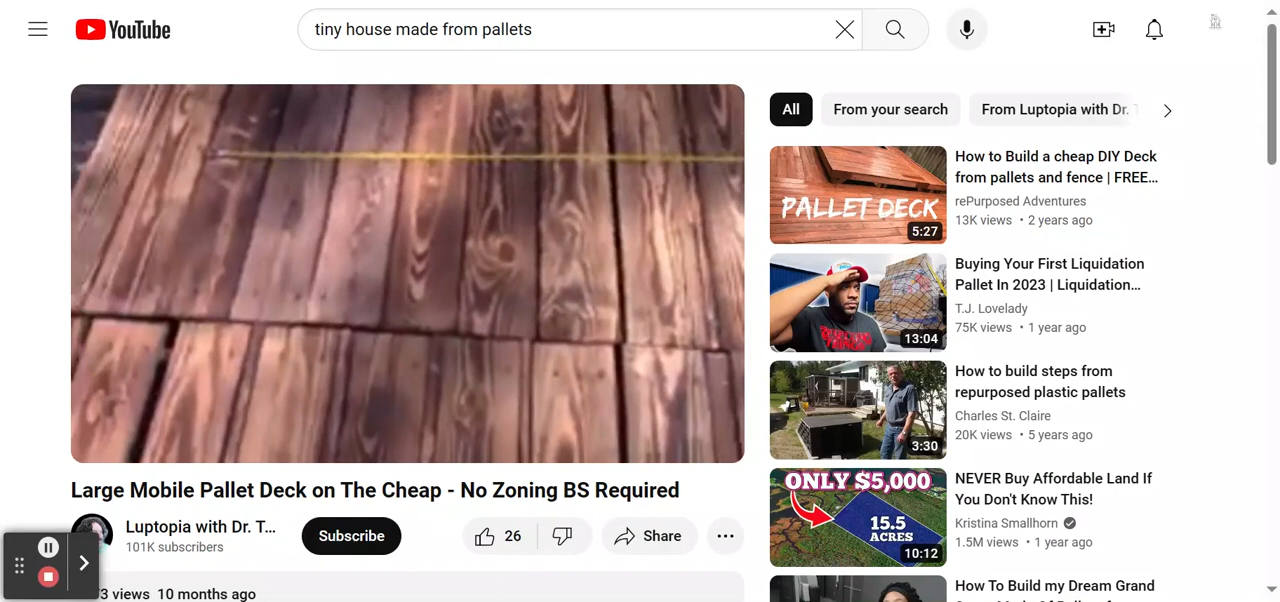 YouTube
tiny house made from pallets
All
From your search
From Luptopia with Dr.
How to Build a cheap DIY Deck
from pallets and fence | FREE...
rePurposed Adventures
13K views • 2 years ago
PALLET DECK
5:27
Buying Your First Liquidation
Pallet In 2023 | Liquidation...
T.J. Lovelady
75K views • 1 year ago
13:04
How to build steps from
repurposed plastic pallets
Charles St. Claire
20K views • 5 years ago
3:30
NEVER Buy Affordable Land If
You Don't Know This!
Kristina Smallhorn
1.5M views • 1 year ago
ONLY $5,000
15.5
ACRES
10:12
How To Build my Dream Grand
Large Mobile Pallet Deck on The Cheap - No Zoning BS Required
Luptopia with Dr. T...
101K subscribers
Subscribe
26
Share
3 views 10 months ago